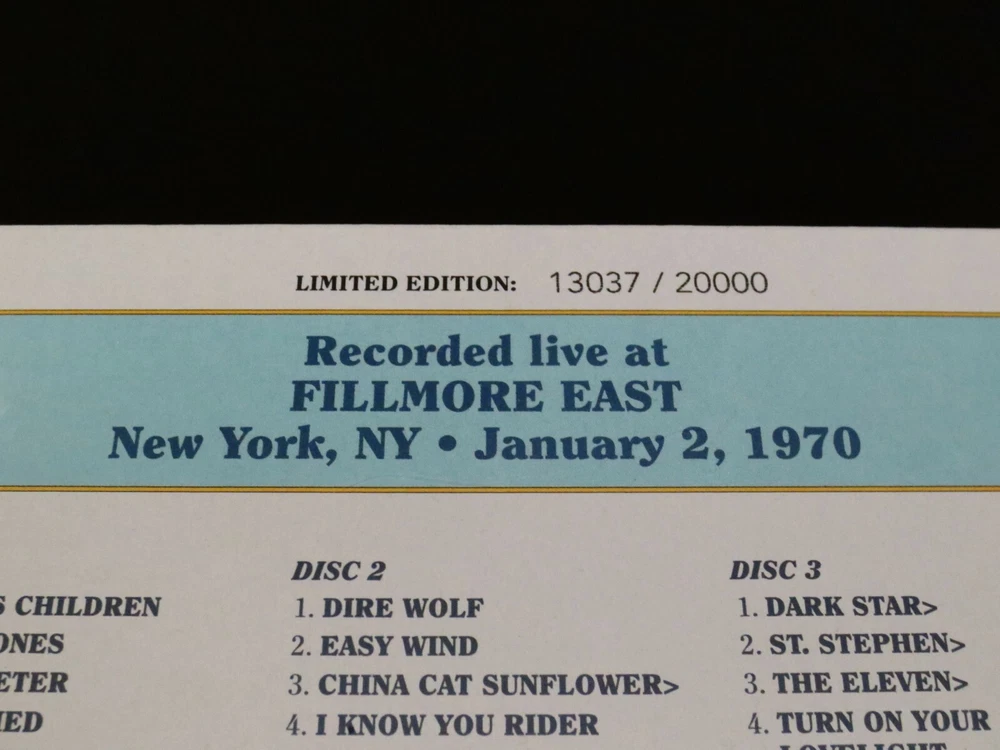 LIMITED EDITION: 13037 / 20000
Recorded live at
FILLMORE EAST
New York, NY • January 2, 1970
DISC 2
DISC 3
CHILDREN
1. DIRE WOLF
1. DARK STAR>
2. EASY WIND
2. ST. STEPHEN>
3. CHINA CAT SUNFLOWER>
3. THE ELEVEN>
4. I KNOW YOU RIDER
4. TURN ON YOUR